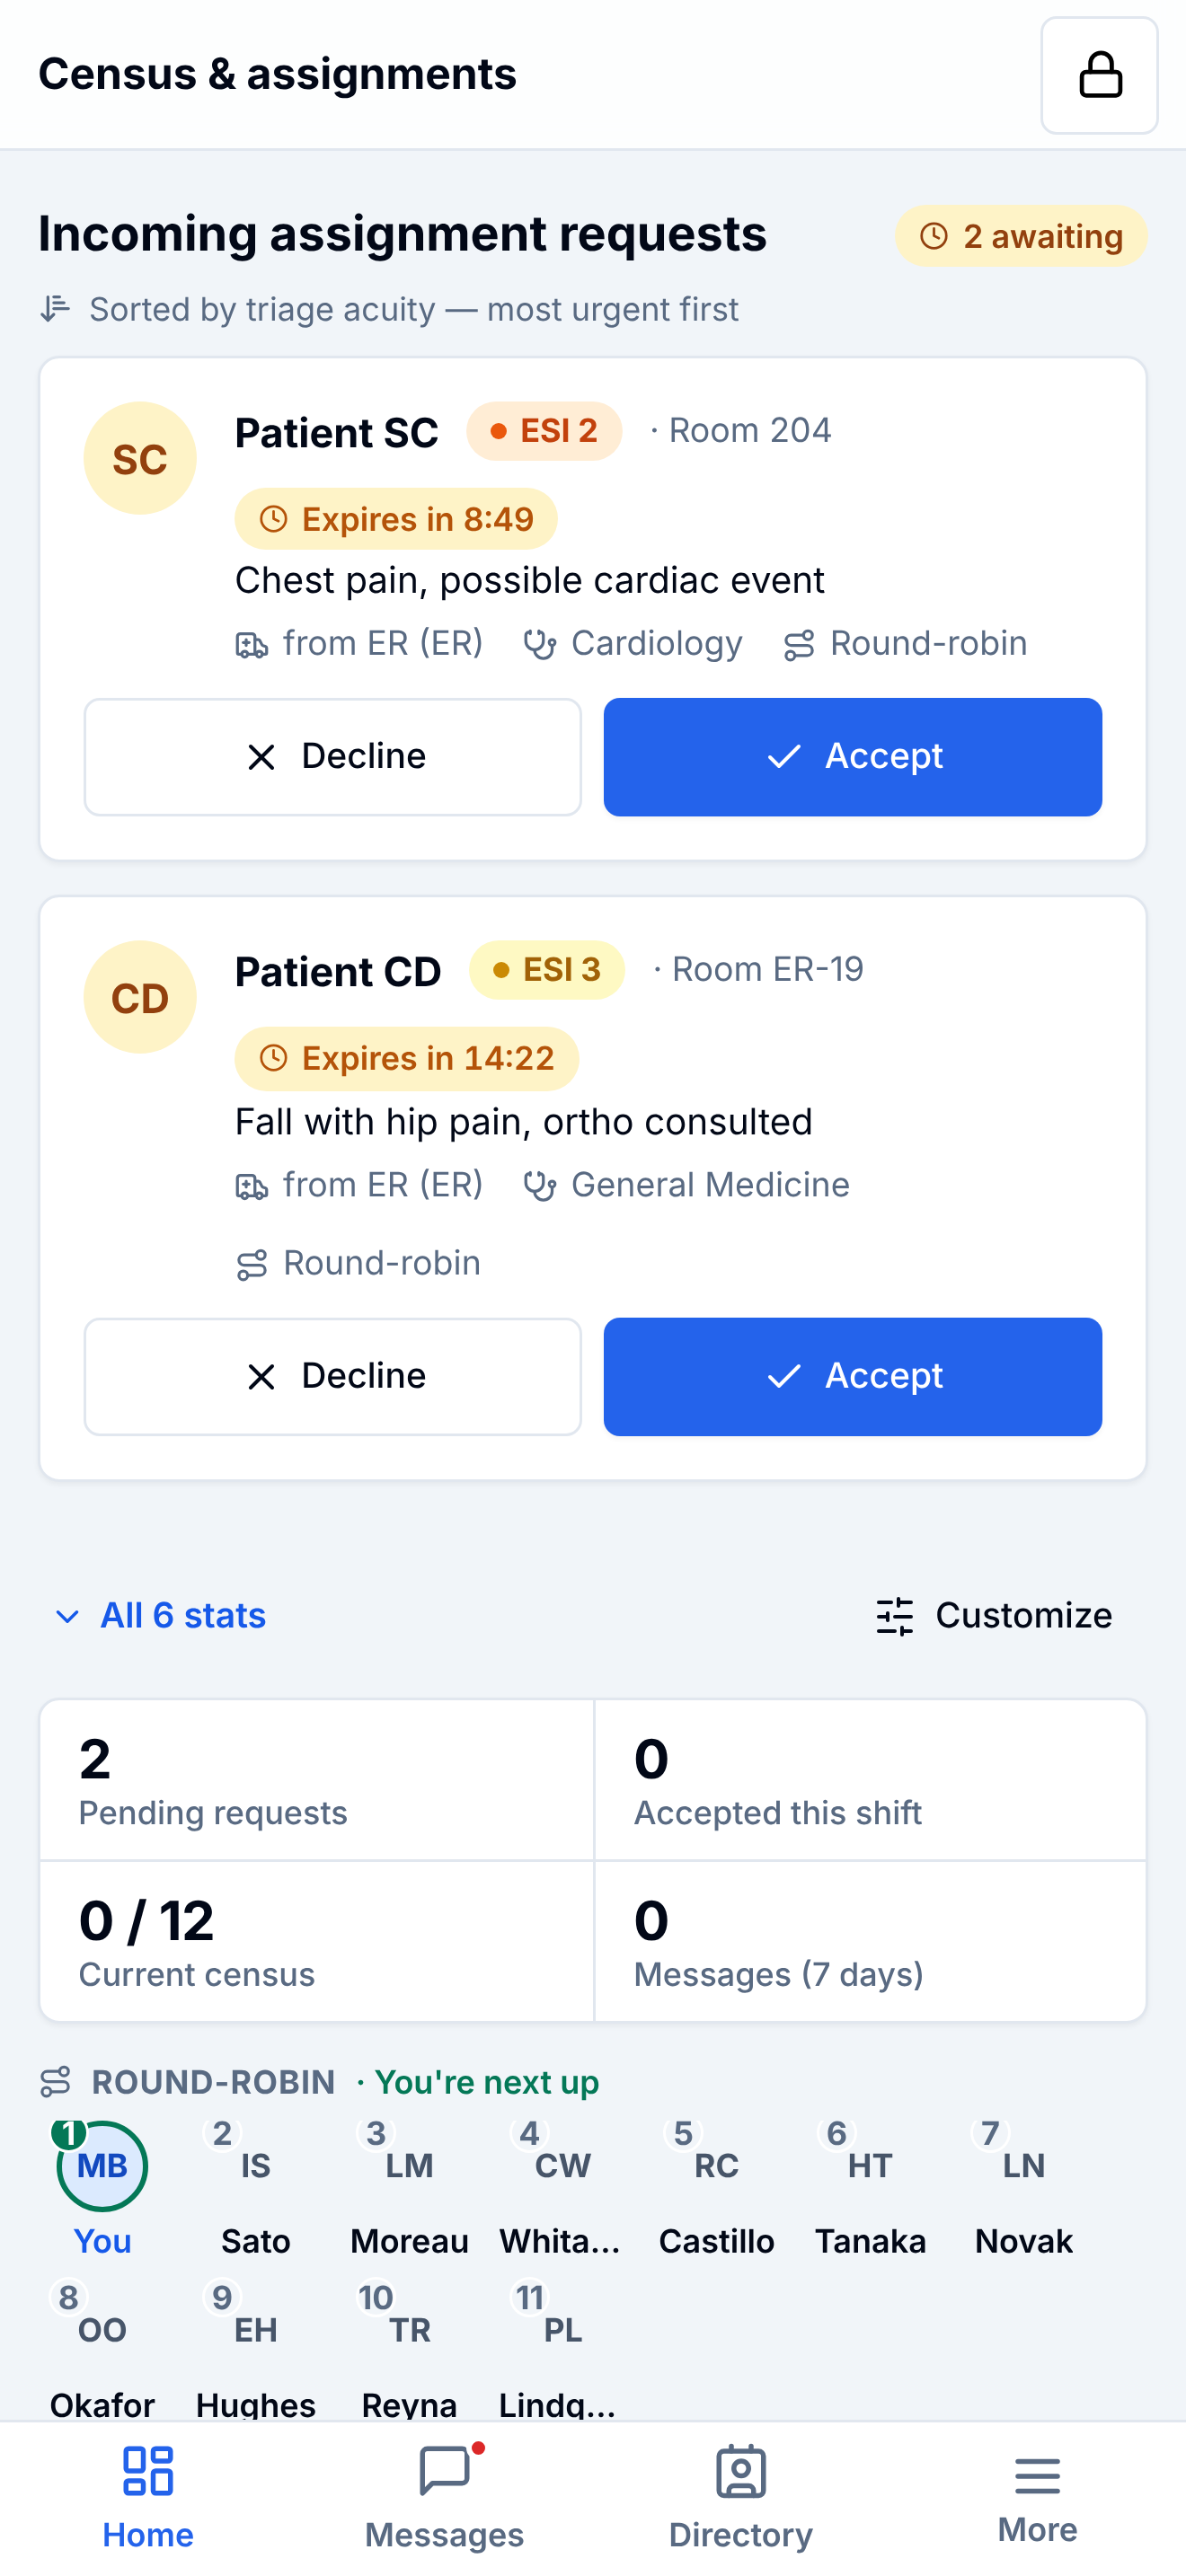 Census & assignments
Incoming assignment requests
2 awaiting
Sorted by triage acuity — most urgent first
SC
Patient SC
ESI 2
· Room 204
Expires in 8:49
Chest pain, possible cardiac event
from ER (ER)
Cardiology
Round-robin
Decline
Accept
CD
Patient CD
ESI 3
· Room ER-19
Expires in 14:22
Fall with hip pain, ortho consulted
from ER (ER)
General Medicine
Round-robin
Decline
Accept
All 6 stats
Customize
2
Pending requests
0
Accepted this shift
0 / 12
Current census
0
Messages (7 days)
ROUND-ROBIN · You're next up
1 2 3 4 5 6 7
MB IS LM CW RC HT LN
You Sato Moreau Whita... Castillo Tanaka Novak
8 9 10 11
OO EH TR PL
Okafor Hughes Reyna Lindq...
Home
Messages
Directory
More